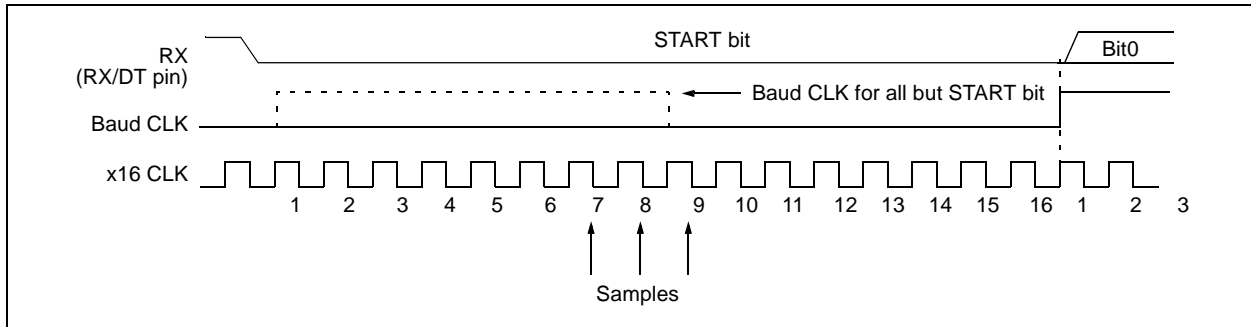 START bit
RX
(RX/DT pin)
Bit0
Baud CLK for all but START bit
Baud CLK
x16 CLK
1 2 3 4 5 6 7 8 9 10 11 12 13 14 15 16 1 2 3
Samples